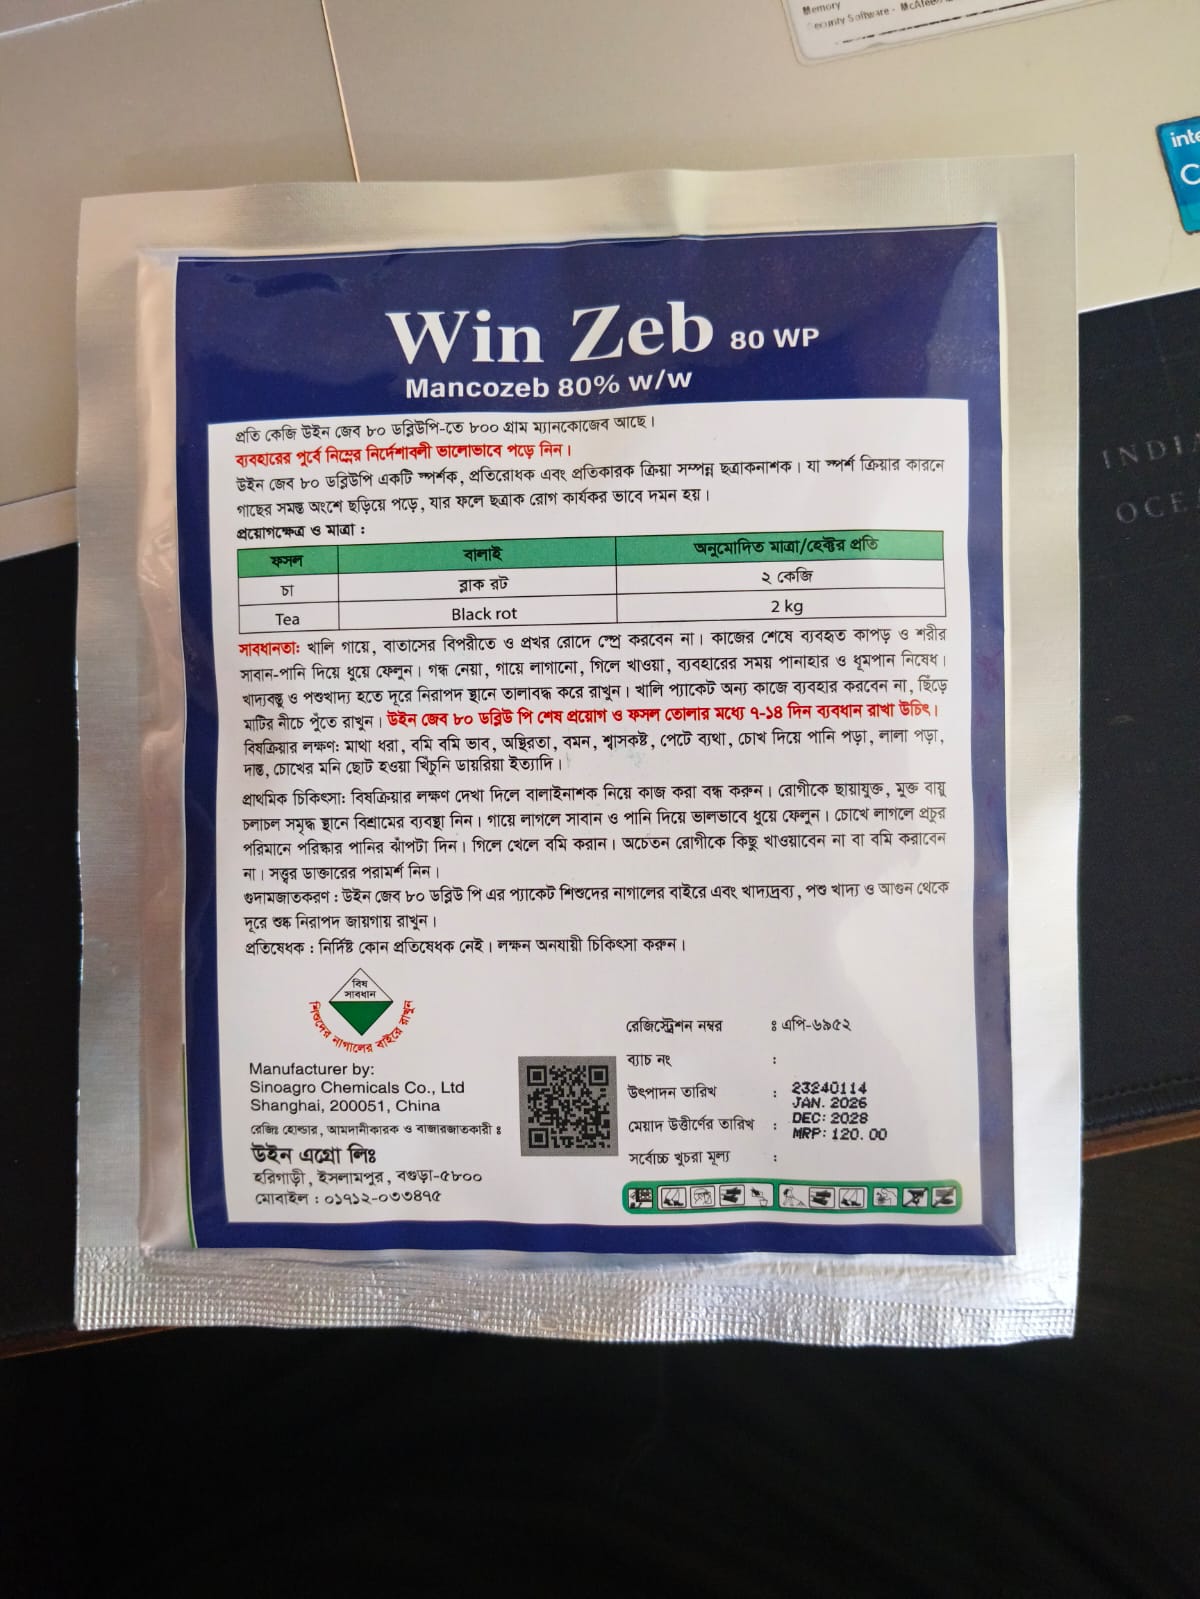 Memory
Security Software - McAfee
inte
C
INDIA
OCE
Win Zeb 80 WP
Mancozeb 80% w/w
প্রতি কেজি উইন জেব ৮০ ডব্লিউপি-তে ৮০০ গ্রাম ম্যানকোজেব আছে।
ব্যবহারের পূর্বে নিম্নের নির্দেশাবলী ভালোভাবে পড়ে নিন।
উইন জেব ৮০ ডব্লিউপি একটি স্পর্শক, প্রতিরোধক এবং প্রতিকারক ক্রিয়া সম্পন্ন ছত্রাকনাশক। যা স্পর্শ ক্রিয়ার কারনে
গাছের সমস্ত অংশে ছড়িয়ে পড়ে, যার ফলে ছত্রাক রোগ কার্যকর ভাবে দমন হয়।
প্রয়োগক্ষেত্র ও মাত্রা :
ফসল বালাই অনুমোদিত মাত্রা/হেক্টর প্রতি
চা ব্লাক রট ২ কেজি
Tea Black rot 2 kg
সাবধানতা: খালি গায়ে, বাতাসের বিপরীতে ও প্রখর রোদে স্প্রে করবেন না। কাজের শেষে ব্যবহৃত কাপড় ও শরীর
সাবান-পানি দিয়ে ধুয়ে ফেলুন। গন্ধ নেয়া, গায়ে লাগানো, গিলে খাওয়া, ব্যবহারের সময় পানাহার ও ধূমপান নিষেধ।
খাদ্যবস্তু ও পশুখাদ্য হতে দূরে নিরাপদ স্থানে তালাবদ্ধ করে রাখুন। খালি প্যাকেট অন্য কাজে ব্যবহার করবেন না, ছিঁড়ে
মাটির নীচে পুঁতে রাখুন। উইন জেব ৮০ ডব্লিউ পি শেষ প্রয়োগ ও ফসল তোলার মধ্যে ৭-১৪ দিন ব্যবধান রাখা উচিৎ।
বিষক্রিয়ার লক্ষণ: মাথা ধরা, বমি বমি ভাব, অস্থিরতা, বমন, শ্বাসকষ্ট, পেটে ব্যথা, চোখ দিয়ে পানি পড়া, লালা পড়া,
দাস্ত, চোখের মনি ছোট হওয়া খিঁচুনি ডায়রিয়া ইত্যাদি।
প্রাথমিক চিকিৎসা: বিষক্রিয়ার লক্ষণ দেখা দিলে বালাইনাশক নিয়ে কাজ করা বন্ধ করুন। রোগীকে ছায়াযুক্ত, মুক্ত বায়ু
চলাচল সমৃদ্ধ স্থানে বিশ্রামের ব্যবস্থা নিন। গায়ে লাগলে সাবান ও পানি দিয়ে ভালভাবে ধুয়ে ফেলুন। চোখে লাগলে প্রচুর
পরিমানে পরিস্কার পানির ঝাঁপটা দিন। গিলে খেলে বমি করান। অচেতন রোগীকে কিছু খাওয়াবেন না বা বমি করাবেন
না। সত্ত্বর ডাক্তারের পরামর্শ নিন।
গুদামজাতকরণ : উইন জেব ৮০ ডব্লিউ পি এর প্যাকেট শিশুদের নাগালের বাইরে এবং খাদ্যদ্রব্য, পশু খাদ্য ও আগুন থেকে
দূরে শুষ্ক নিরাপদ জায়গায় রাখুন।
প্রতিষেধক : নির্দিষ্ট কোন প্রতিষেধক নেই। লক্ষন অনযায়ী চিকিৎসা করুন।
বিষ
সাবধান
শিশুদের নাগালের বাইরে রাখুন
Manufacturer by:
Sinoagro Chemicals Co., Ltd
Shanghai, 200051, China
রেজিঃ হোল্ডার, আমদানীকারক ও বাজারজাতকারী ঃ
উইন এগ্রো লিঃ
হরিগাড়ী, ইসলামপুর, বগুড়া-৫৮০০
মোবাইল : ০১৭১২-০৩৩৪৭৫
রেজিস্ট্রেশন নম্বর ঃ এপি-৬৯৫২
ব্যাচ নং :
উৎপাদন তারিখ : 23240114
JAN. 2026
মেয়াদ উত্তীর্ণের তারিখ : DEC: 2028
MRP: 120.00
সর্বোচ্চ খুচরা মূল্য :